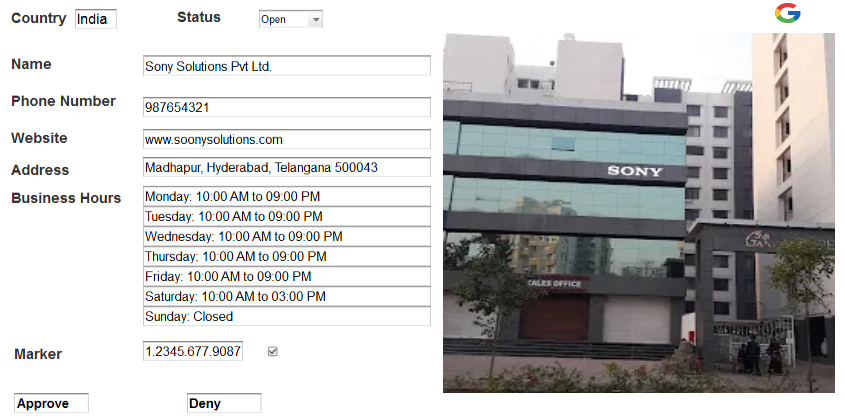 Country India Status Open
Name Sony Solutions Pvt Ltd.
Phone Number 987654321
Website www.soonysolutions.com
Address Madhapur, Hyderabad, Telangana 500043
Business Hours Monday: 10:00 AM to 09:00 PM
Tuesday: 10:00 AM to 09:00 PM
Wednesday: 10:00 AM to 09:00 PM
Thursday: 10:00 AM to 09:00 PM
Friday: 10:00 AM to 09:00 PM
Saturday: 10:00 AM to 03:00 PM
Sunday: Closed
Marker 1.2345.677.9087
Approve Deny
SONY
SALES OFFICE